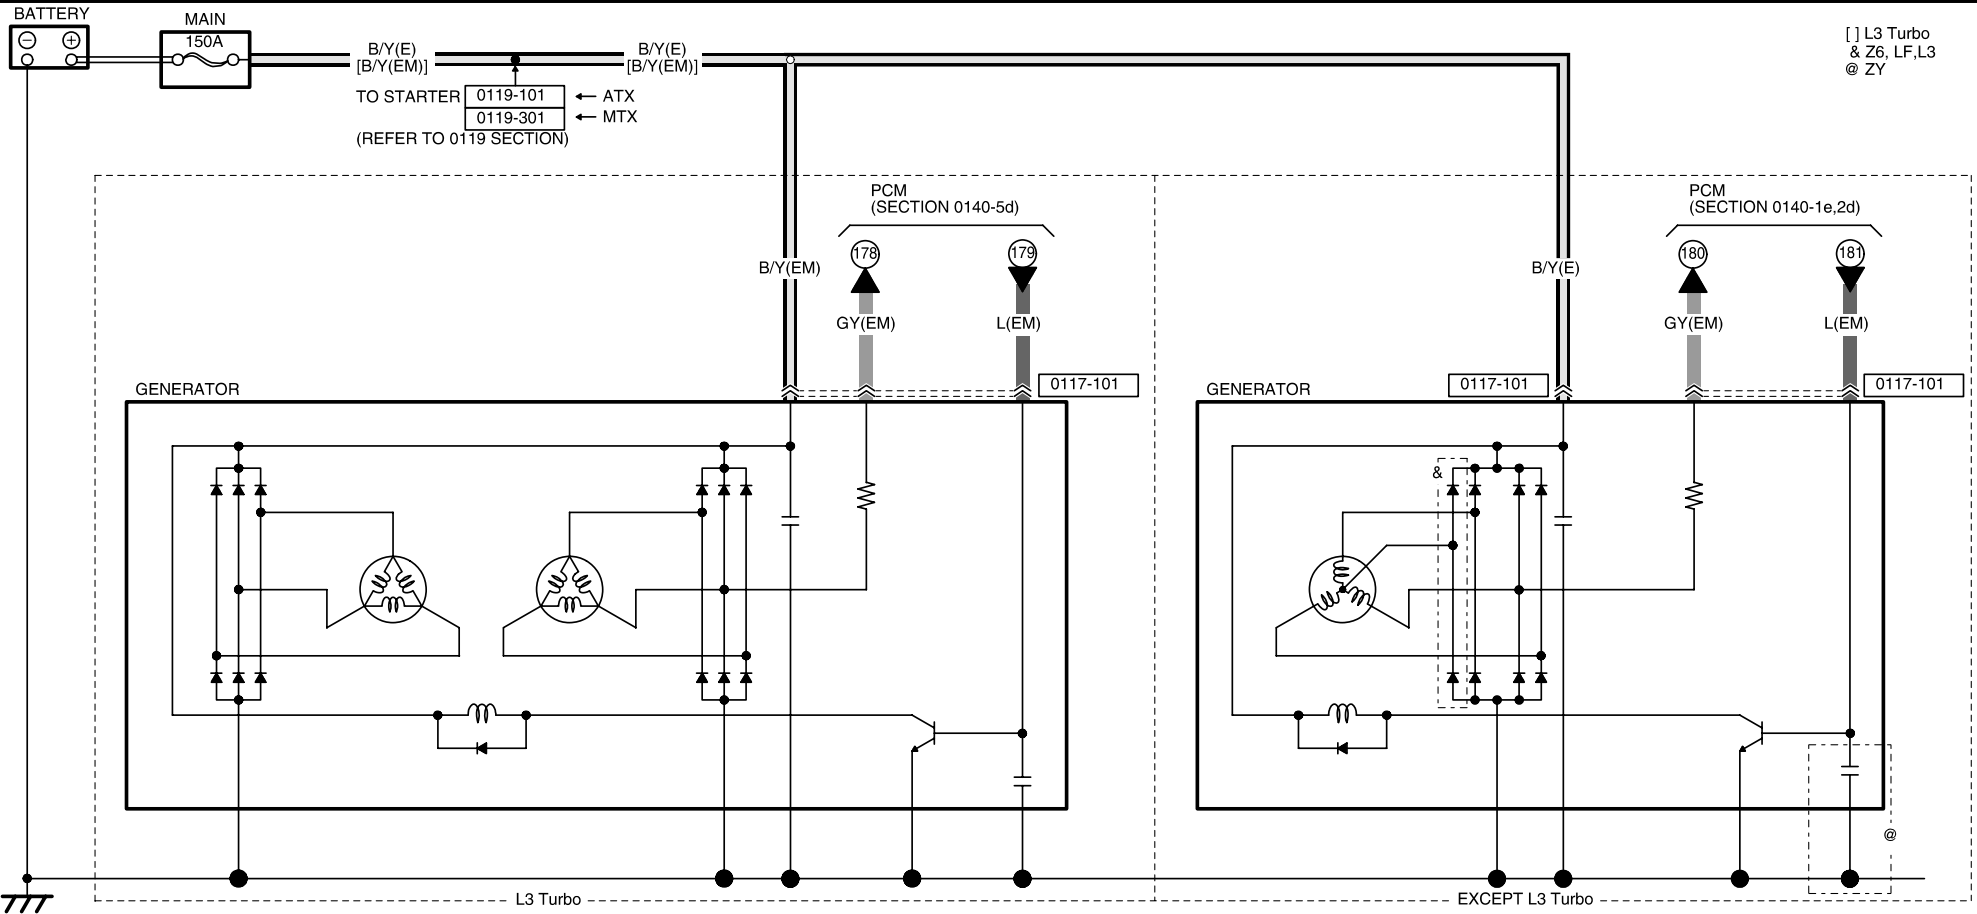 BATTERY
MAIN
150A
B/Y(E)
[B/Y(EM)]
B/Y(E)
[B/Y(EM)]
[ ] L3 Turbo
& Z6, LF,L3
@ ZY
TO STARTER
0119-101
ATX
0119-301
MTX
(REFER TO 0119 SECTION)
PCM
(SECTION 0140-5d)
178
179
B/Y(EM)
GY(EM)
L(EM)
PCM
(SECTION 0140-1e,2d)
180
181
B/Y(E)
GY(EM)
L(EM)
GENERATOR
0117-101
GENERATOR
0117-101
0117-101
&
@
L3 Turbo
EXCEPT L3 Turbo